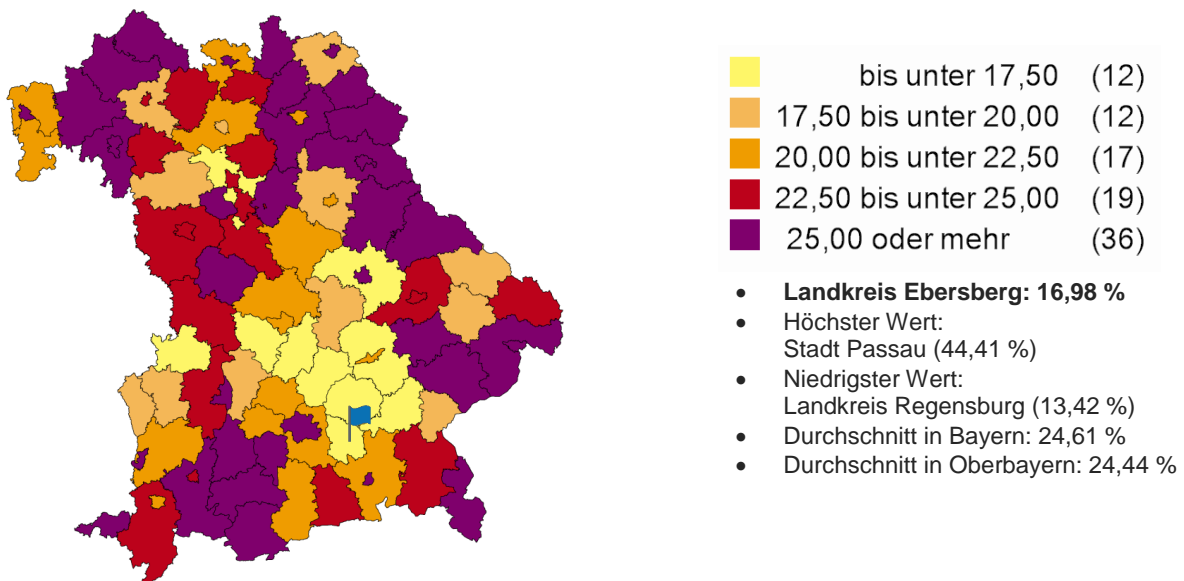 bis unter 17,50 (12)
17,50 bis unter 20,00 (12)
20,00 bis unter 22,50 (17)
22,50 bis unter 25,00 (19)
25,00 oder mehr (36)
• Landkreis Ebersberg: 16,98 %
• Höchster Wert:
Stadt Passau (44,41 %)
• Niedrigster Wert:
Landkreis Regensburg (13,42 %)
• Durchschnitt in Bayern: 24,61 %
• Durchschnitt in Oberbayern: 24,44 %